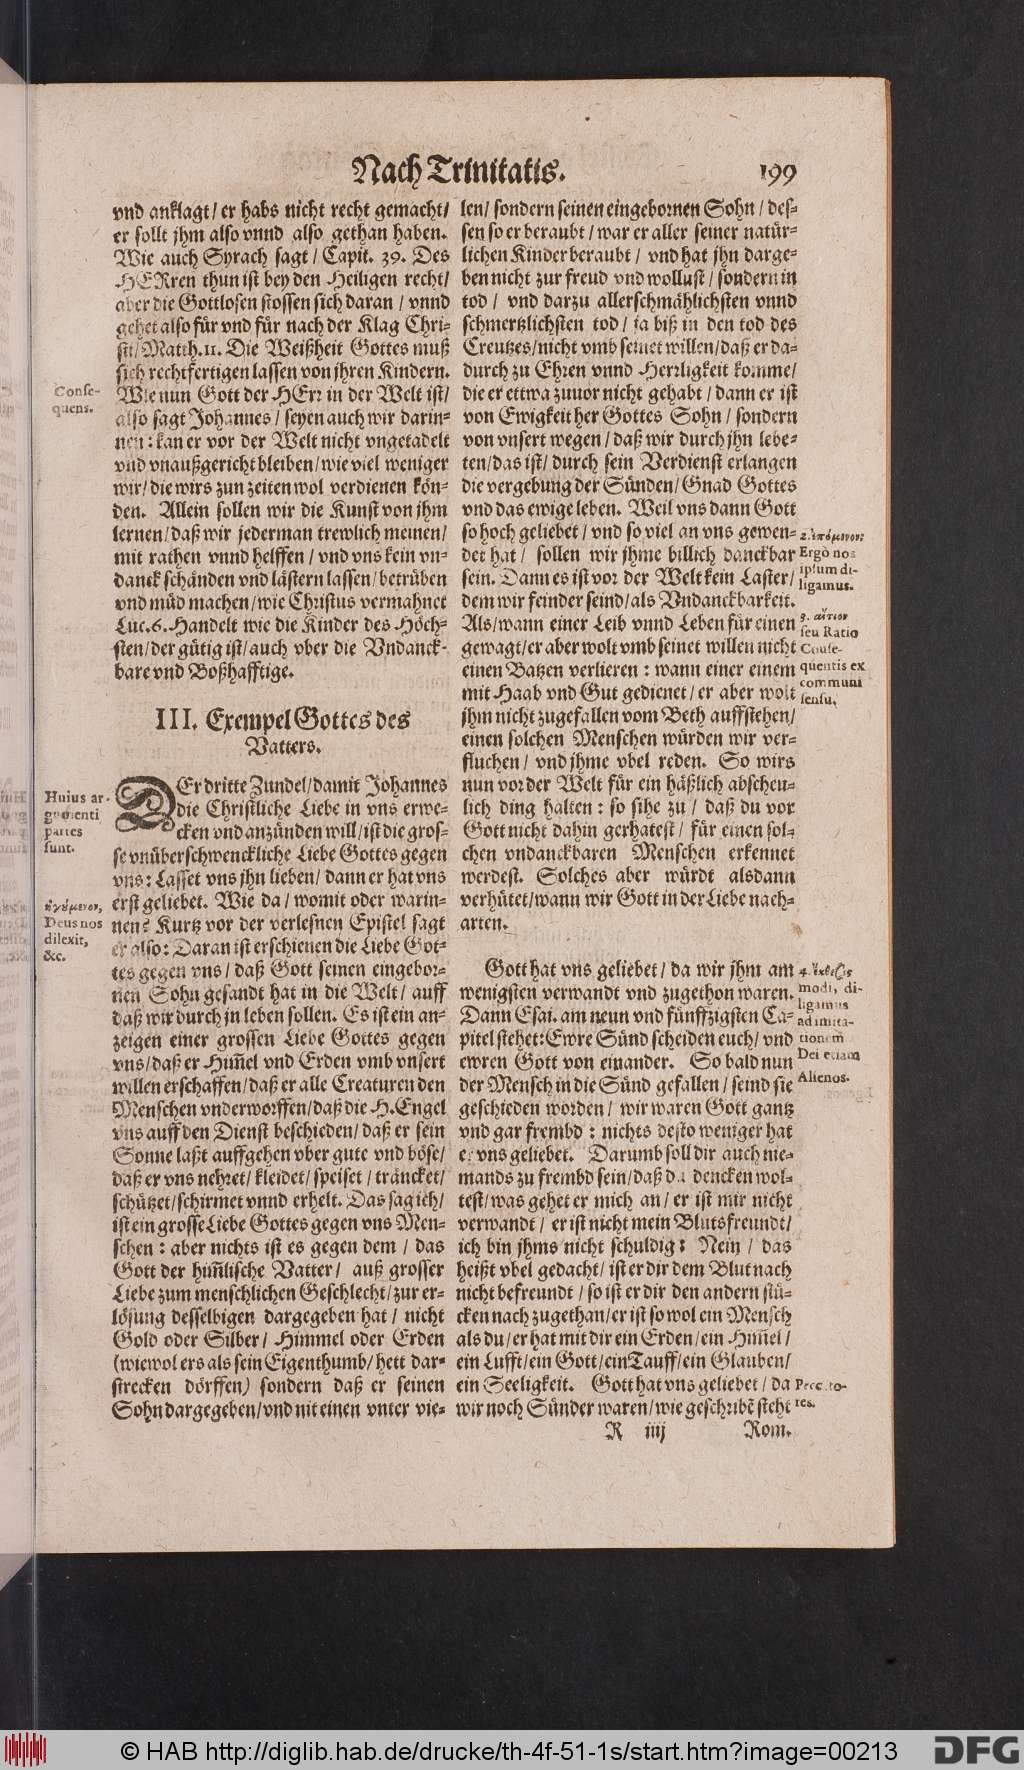 Nach Trinitatis. 199
vnd anklagt/ er habs nicht recht gemacht/
er sollt jhm also vnnd also gethan haben.
Wie auch Syrach sagt/ Capit. 39. Des
HERren thun ist bey den Heiligen recht/
aber die Gottlosen stossen sich daran / vnnd
gehet also für vnd für nach der Klag Chri-
sti/ Matth. 11. Die Weißheit Gottes muß
sich rechtfertigen lassen von jhren Kindern.
Wie nun Gott der HErr in der Welt ist/
also sagt Johannes / seyen auch wir darin-
nen: kan er vor der Welt nicht vngetadelt
vnd vnaußgericht bleiben/ wie viel weniger
wir/ die wirs zun zeiten wol verdienen kön-
den. Allein sollen wir die Kunst von jhm
lernen/ daß wir jederman trewlich meinen/
mit rathen vnnd helffen / vnd vns kein vn-
danck schänden vnd lästern lassen/ betrüben
vnd müd machen/ wie Christus vermahnet
Luc. 6. Handelt wie die Kinder des Höch-
sten/ der gütig ist/ auch vber die Vndanck-
bare vnd Boßhafftige.
Conse-
quens.
III. Exempel Gottes des
Vatters.
DEr dritte Zundel/ damit Johannes
die Christliche Liebe in vns erwe-
cken vnd anzünden will/ ist die gros-
se vnüberschwenckliche Liebe Gottes gegen
vns: Lasset vns jhn lieben/ dann er hat vns
erst geliebet. Wie da/ womit oder warin-
nen? Kurtz vor der verlesnen Epistel sagt
er also: Daran ist erschienen die Liebe Got-
tes gegen vns/ daß Gott seinen eingebor-
nen Sohn gesandt hat in die Welt/ auff
daß wir durch jn leben sollen. Es ist ein an-
zeigen einer grossen Liebe Gottes gegen
vns/ daß er Him̃el vnd Erden vmb vnsert
willen erschaffen/ daß er alle Creaturen den
Menschen vnderworffen/ daß die H. Engel
vns auff den Dienst beschieden/ daß er sein
Sonne laßt auffgehen vber gute vnd böse/
daß er vns nehret/ kleidet/ speiset / träncket/
schützet/ schirmet vnnd erhelt. Das sag ich/
ist ein grosse Liebe Gottes gegen vns Men-
schen: aber nichts ist es gegen dem / das
Gott der him̃lische Vatter/ auß grosser
Liebe zum menschlichen Geschlecht/ zur er-
lösung desselbigen dargegeben hat / nicht
Gold oder Silber/ Himmel oder Erden
(wiewol ers als sein Eigenthumb/ hett dar-
strecken dörffen) sondern daß er seinen
Sohn dargegeben/ vnd nit einen vnter vie-
Huius ar-
gumenti
partes
sunt.
ἡγούμενον,
Deus nos
dilexit,
&c.
len/ sondern seinen eingebornen Sohn / des-
sen so er beraubt / war er aller seiner natür-
lichen Kinder beraubt / vnd hat jhn darge-
ben nicht zur freud vnd wollust / sondern in
tod / vnd darzu allerschmählichsten vnnd
schmertzlichsten tod/ ja biß in den tod des
Creutzes/ nicht vmb seinet willen/ daß er da-
durch zu Ehren vnnd Herrligkeit komme/
die er ettwa zuuor nicht gehabt / dann er ist
von Ewigkeit her Gottes Sohn / sondern
von vnsert wegen/ daß wir durch jhn lebe-
ten/ das ist/ durch sein Verdienst erlangen
die vergebung der Sünden/ Gnad Gottes
vnd das ewige leben. Weil vns dann Gott
so hoch geliebet / vnd so viel an vns gewen-
det hat / sollen wir jhme billich danckbar
sein. Dann es ist vor der Welt kein Laster/
dem wir feinder seind/ als Vndanckbarkeit.
Als/ wann einer Leib vnnd Leben für einen
gewagt/ er aber wolt vmb seinet willen nicht
einen Batzen verlieren: wann einer einem
mit Haab vnd Gut gedienet/ er aber wolt
jhm nicht zugefallen vom Beth auffstehen/
einen solchen Menschen würden wir ver-
fluchen / vnd jhme vbel reden. So wirs
nun vor der Welt für ein häßlich abscheu-
lich ding halten: so sihe zu / daß du vor
Gott nicht dahin gerhatest / für einen sol-
chen vndanckbaren Menschen erkennet
werdest. Solches aber würdt alsdann
verhütet/ wann wir Gott in der Liebe nach-
arten.
2. ἑπόμενον:
Ergò nos
ipsum di-
ligamus.
3. αἴτιον
seu Ratio
Conse-
quentis ex
communi
sensu.
Gott hat vns geliebet / da wir jhm am
wenigsten verwandt vnd zugethon waren.
Dann Esai. am neun vnd fünffzigsten Ca-
pitel stehet: Ewre Sünd scheiden euch/ vnd
ewren Gott von einander. So bald nun
der Mensch in die Sünd gefallen / seind sie
geschieden worden / wir waren Gott gantz
vnd gar frembd: nichts desto weniger hat
er vns geliebet. Darumb soll dir auch nie-
mands zu frembd sein/ daß du dencken wol-
test/ was gehet er mich an / er ist mir nicht
verwandt / er ist nicht mein Blutsfreundt/
ich bin jhms nicht schuldig: Nein / das
heißt vbel gedacht/ ist er dir dem Blut nach
nicht befreundt / so ist er dir den andern stü-
cken nach zugethan/ er ist so wol ein Mensch
als du/ er hat mit dir ein Erden/ ein Him̃el/
ein Lufft/ ein Gott/ ein Tauff/ ein Glauben/
ein Seeligkeit. Gott hat vns geliebet / da
wir noch Sünder waren/ wie geschribẽ steht
4. ἔκθεσις
modi, di-
ligamus
ad imita-
tionem
Dei etiam
Alienos.
Peccato-
res.
R iiij Rom.
© HAB http://diglib.hab.de/drucke/th-4f-51-1s/start.htm?image=00213
DFG